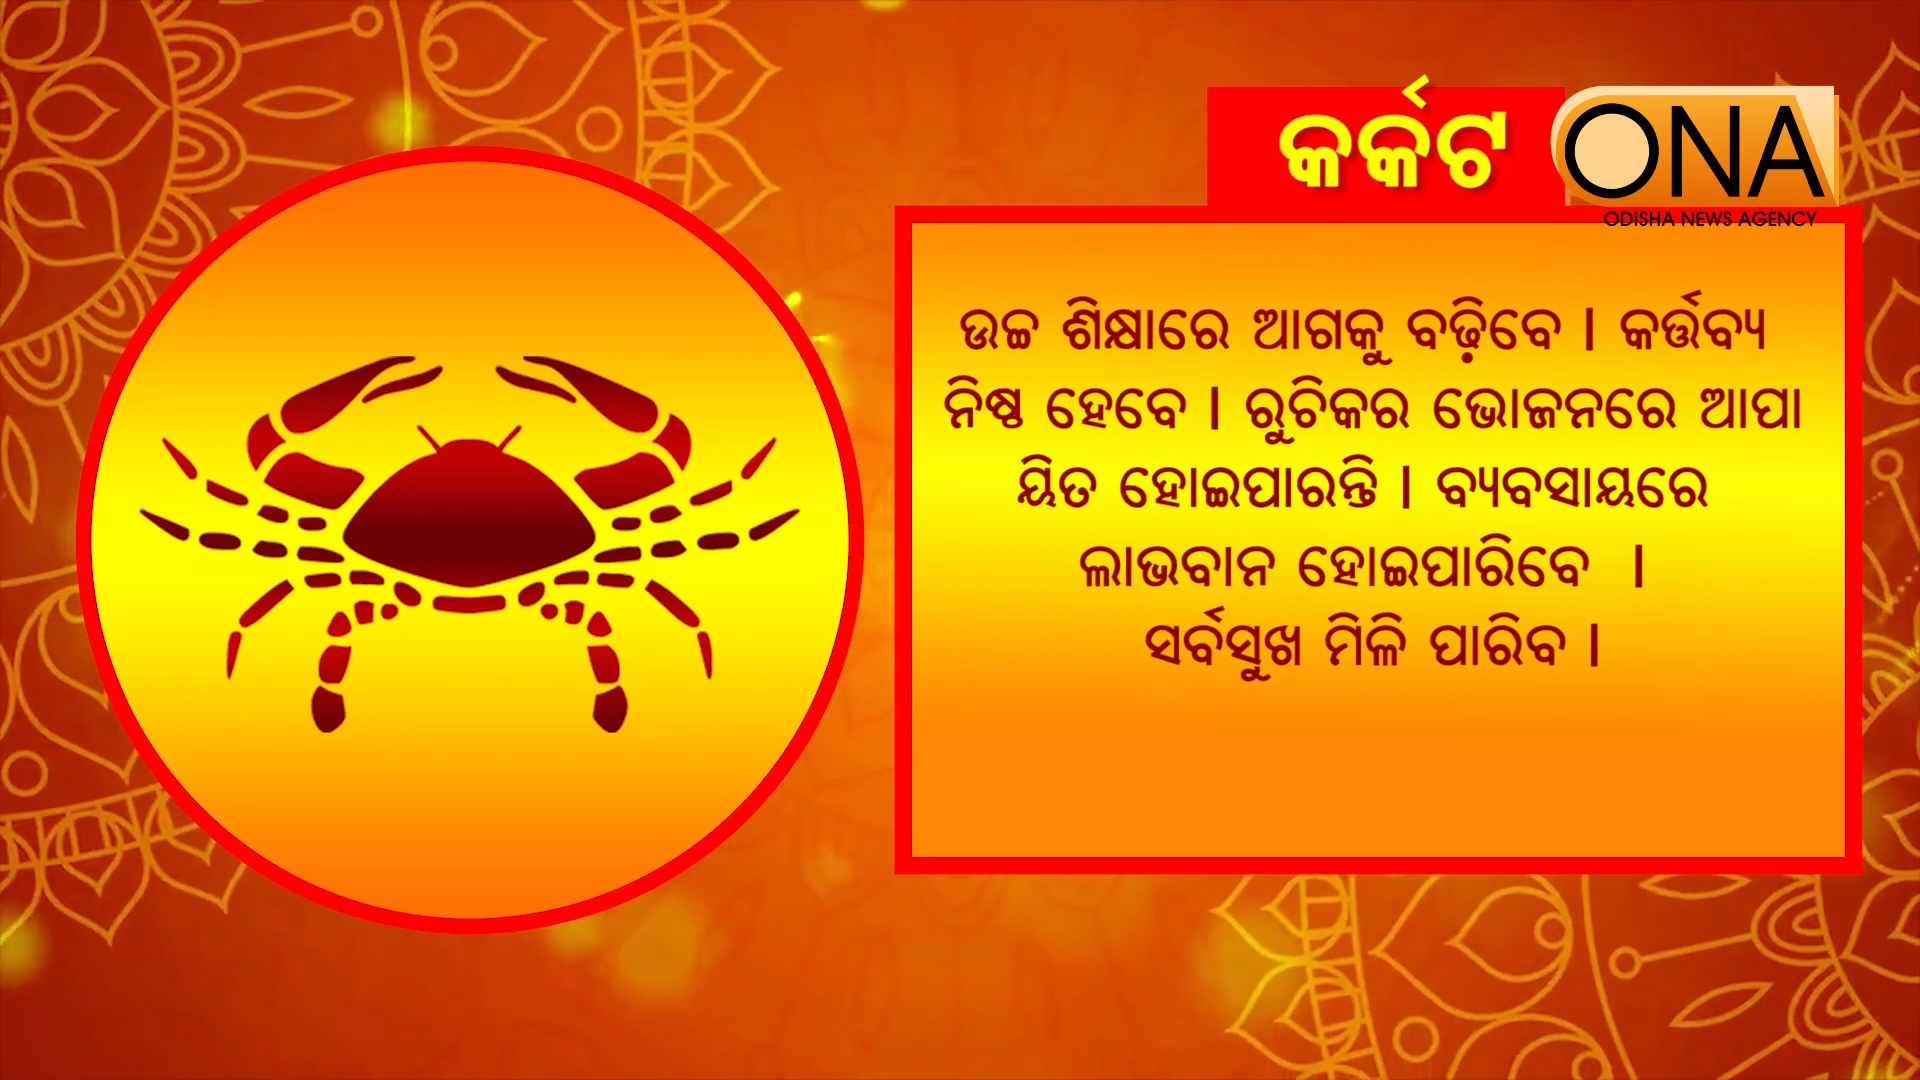 କର୍କଟ
ONA
ODISHA NEWS AGENCY
ଉଚ୍ଚ ଶିକ୍ଷାରେ ଆଗକୁ ବଢ଼ିବେ । କର୍ତ୍ତବ୍ୟ
ନିଷ୍ଠ ହେବେ । ରୁଚିକର ଭୋଜନରେ ଆପା
ୟିତ ହୋଇପାରନ୍ତି । ବ୍ୟବସାୟରେ
ଲାଭବାନ ହୋଇପାରିବେ ।
ସର୍ବସୁଖ ମିଳି ପାରିବ ।